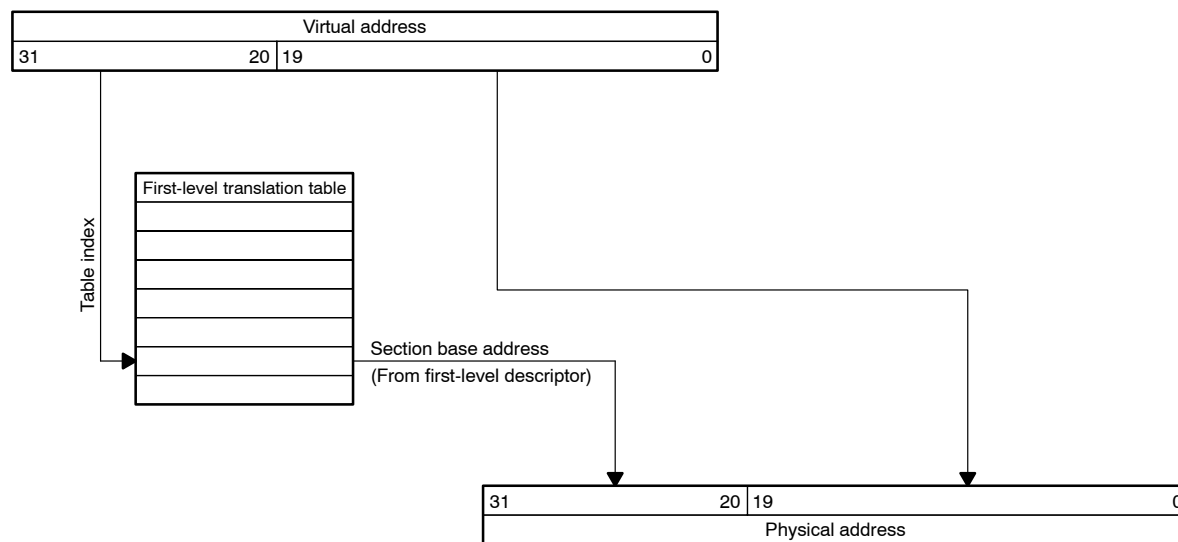 Virtual address
31 20 19 0
First-level translation table
Table index
Section base address
(From first-level descriptor)
31 20 19 0
Physical address